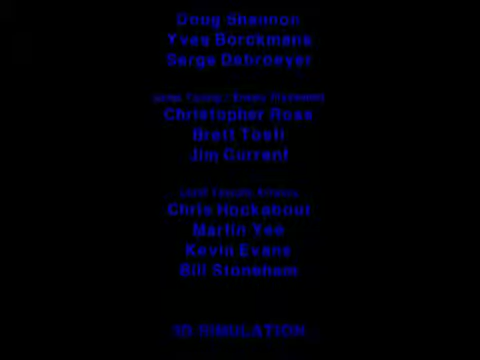 Doug Shannon
Yves Borckmans
Serge Debroeyer
Christopher Rose
Brett Tosti
Jim Current
Chris Hockabout
Martin Yee
Kevin Evans
Bill Stoneham
3D SIMULATION